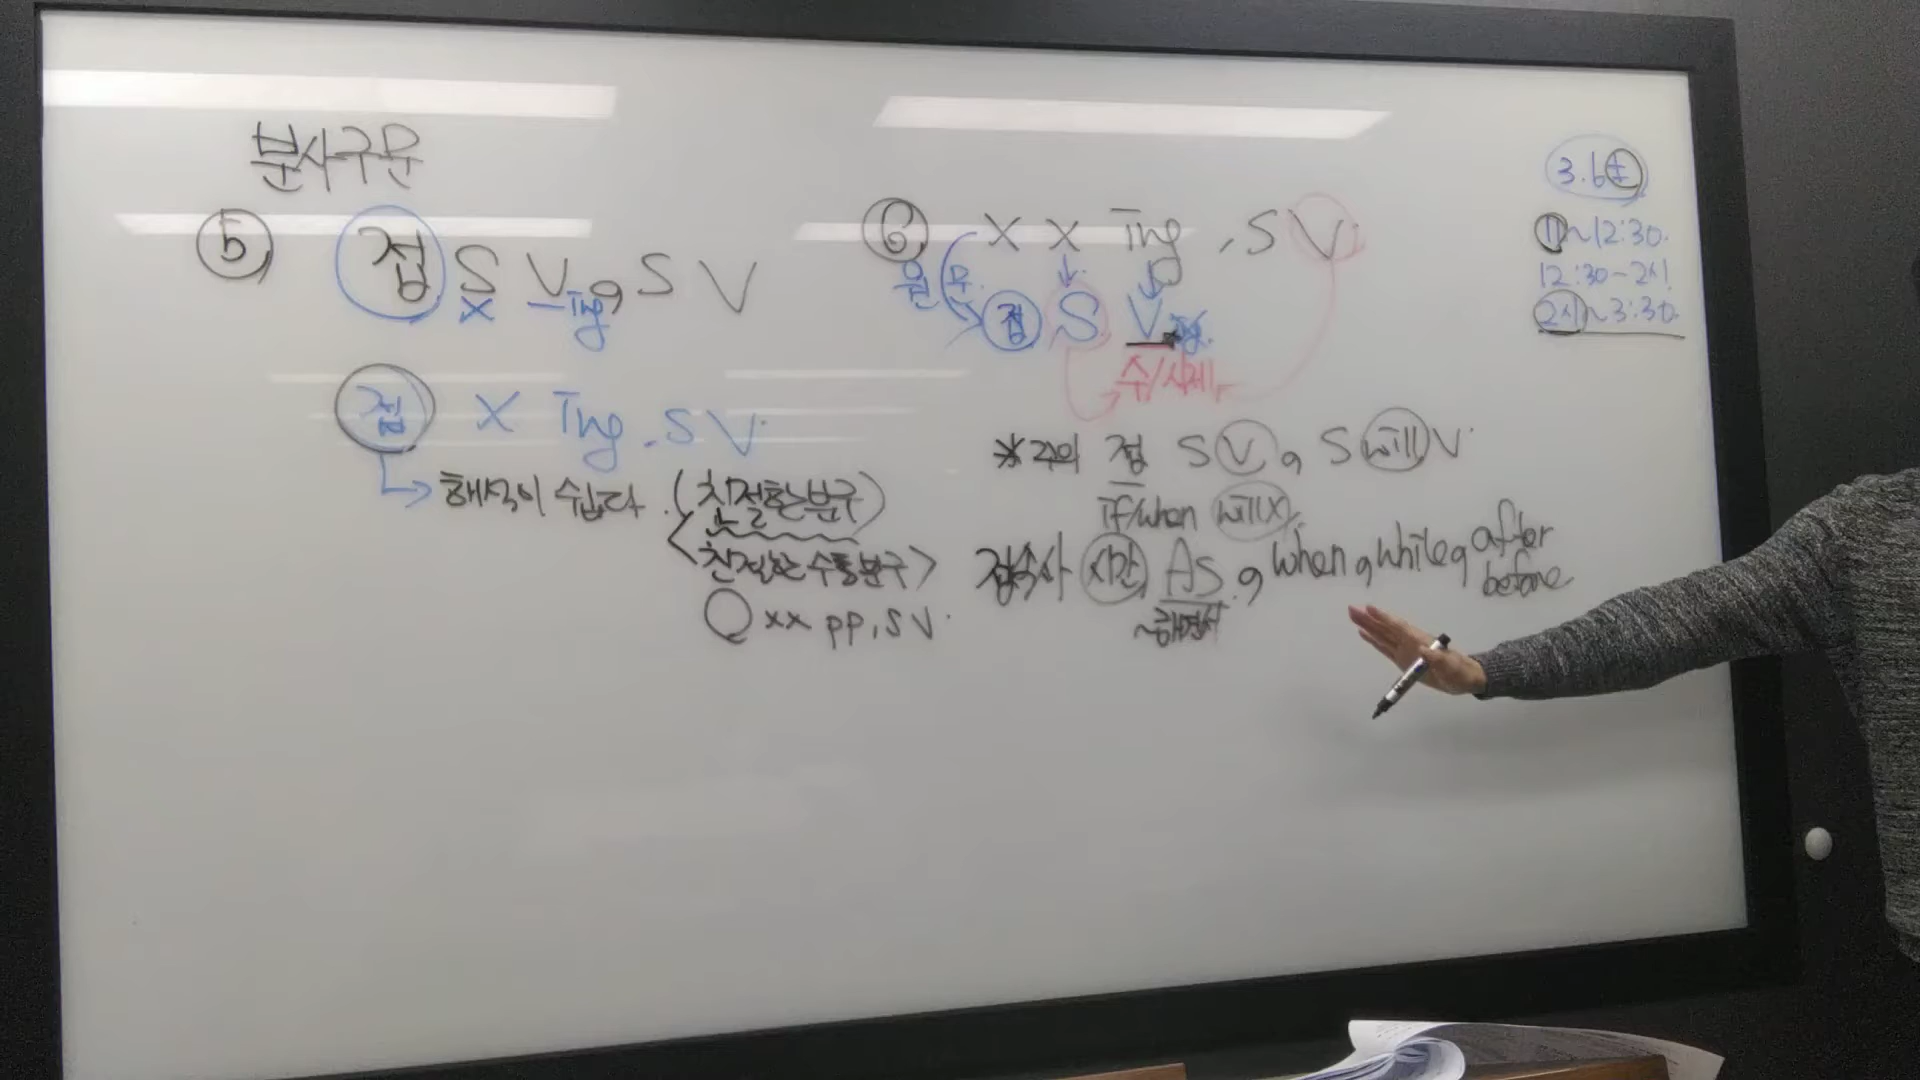 분사구문
⑤ 접 S V, S V
X -ing
접 X ing, S V.
→ 해석이 쉽다. (친절한 분구)
<친절한 수동분구>
○ xx pp, S V.
⑥ X X ing, S V
원
접 S V
수/시제
※ 주의 접 S V, S will V.
if/when will X
접속사 시간 As, when, while, after
before
~하면서
3.6 土
11~12:30.
12:30~2시
2시~3:30.